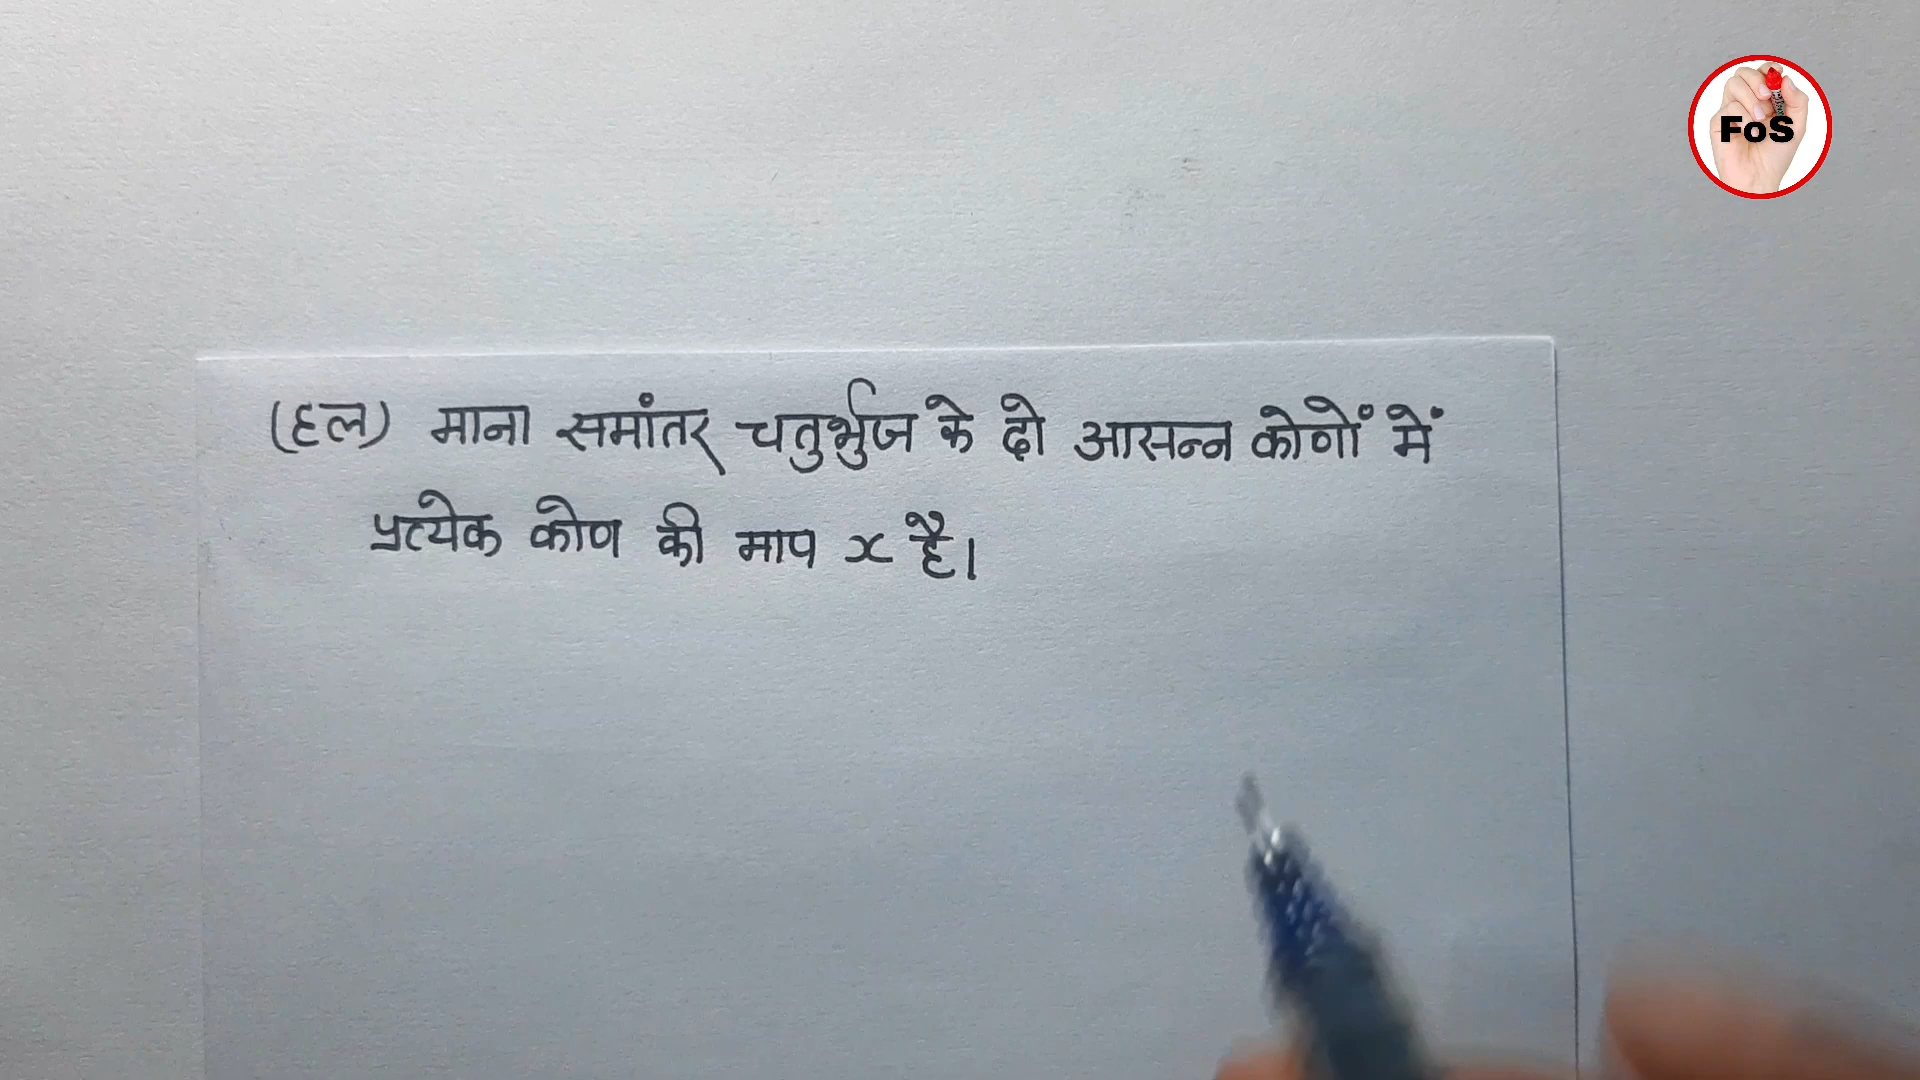 FoS
(हल) माना समांतर चतुर्भुज के दो आसन्न कोणों में
प्रत्येक कोण की माप x है।